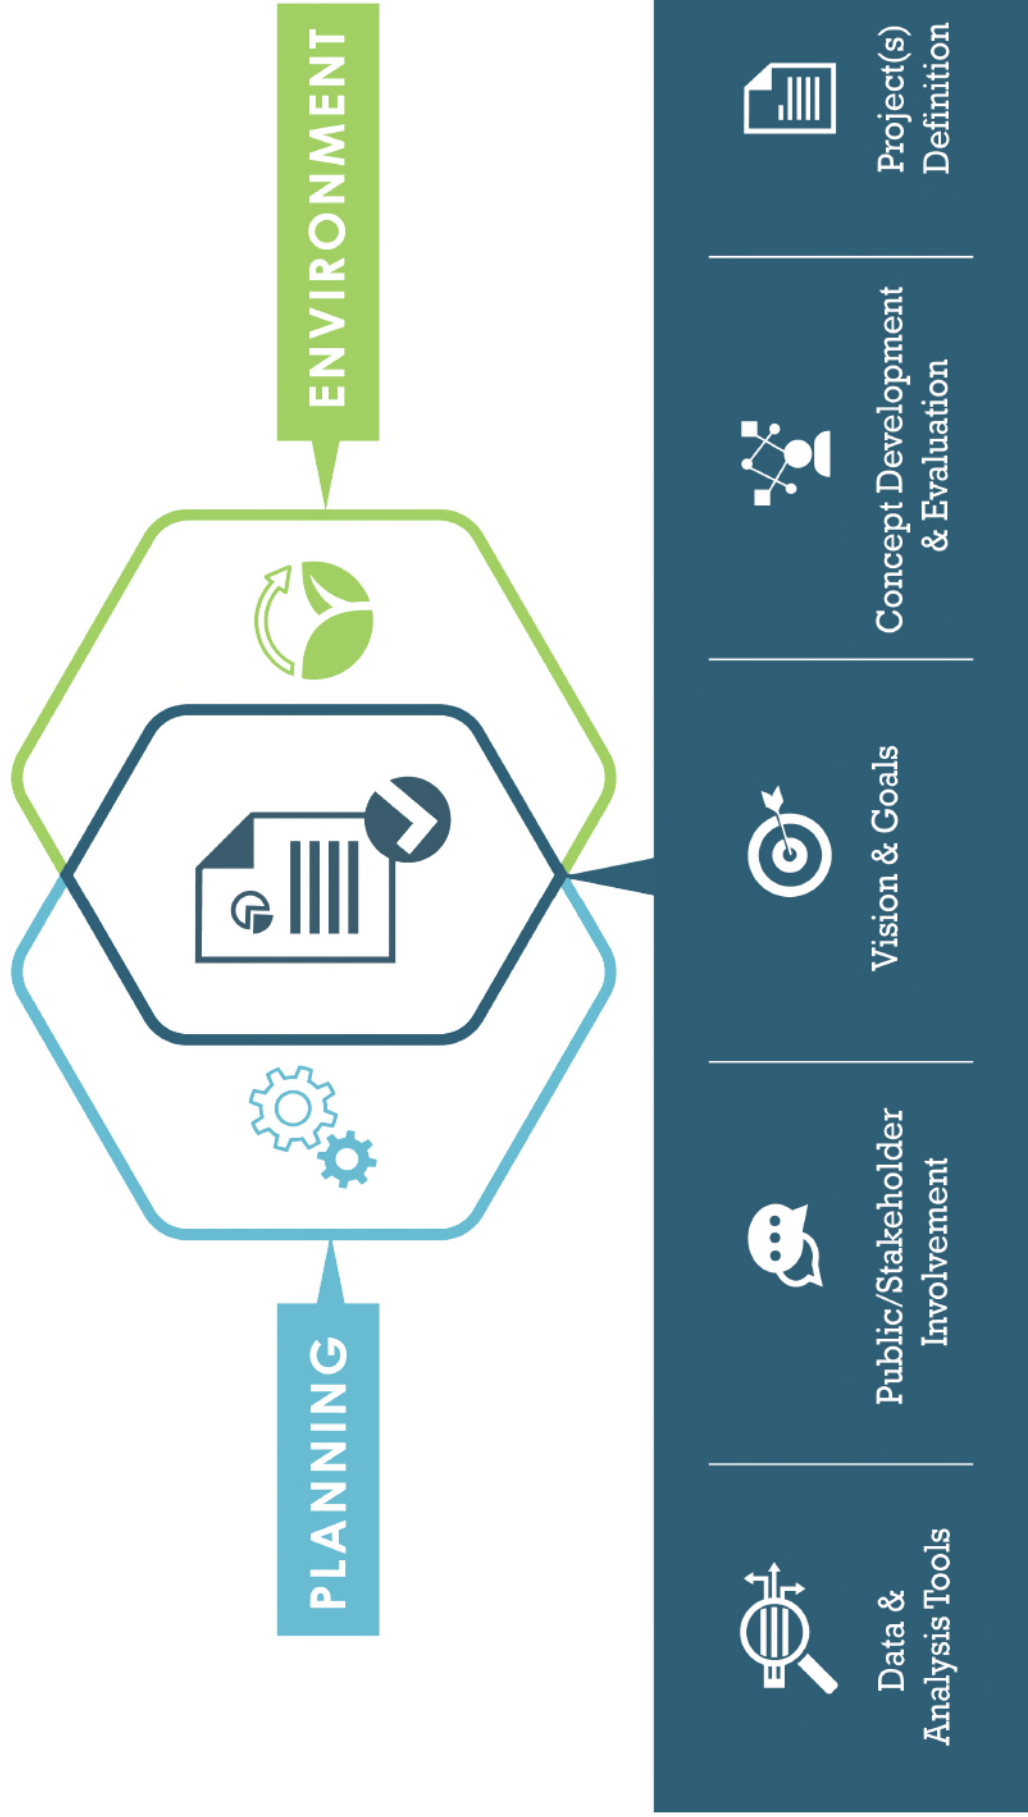 PLANNING
ENVIRONMENT
Data &
Analysis Tools
Public/Stakeholder
Involvement
Vision & Goals
Concept Development
& Evaluation
Project(s)
Definition